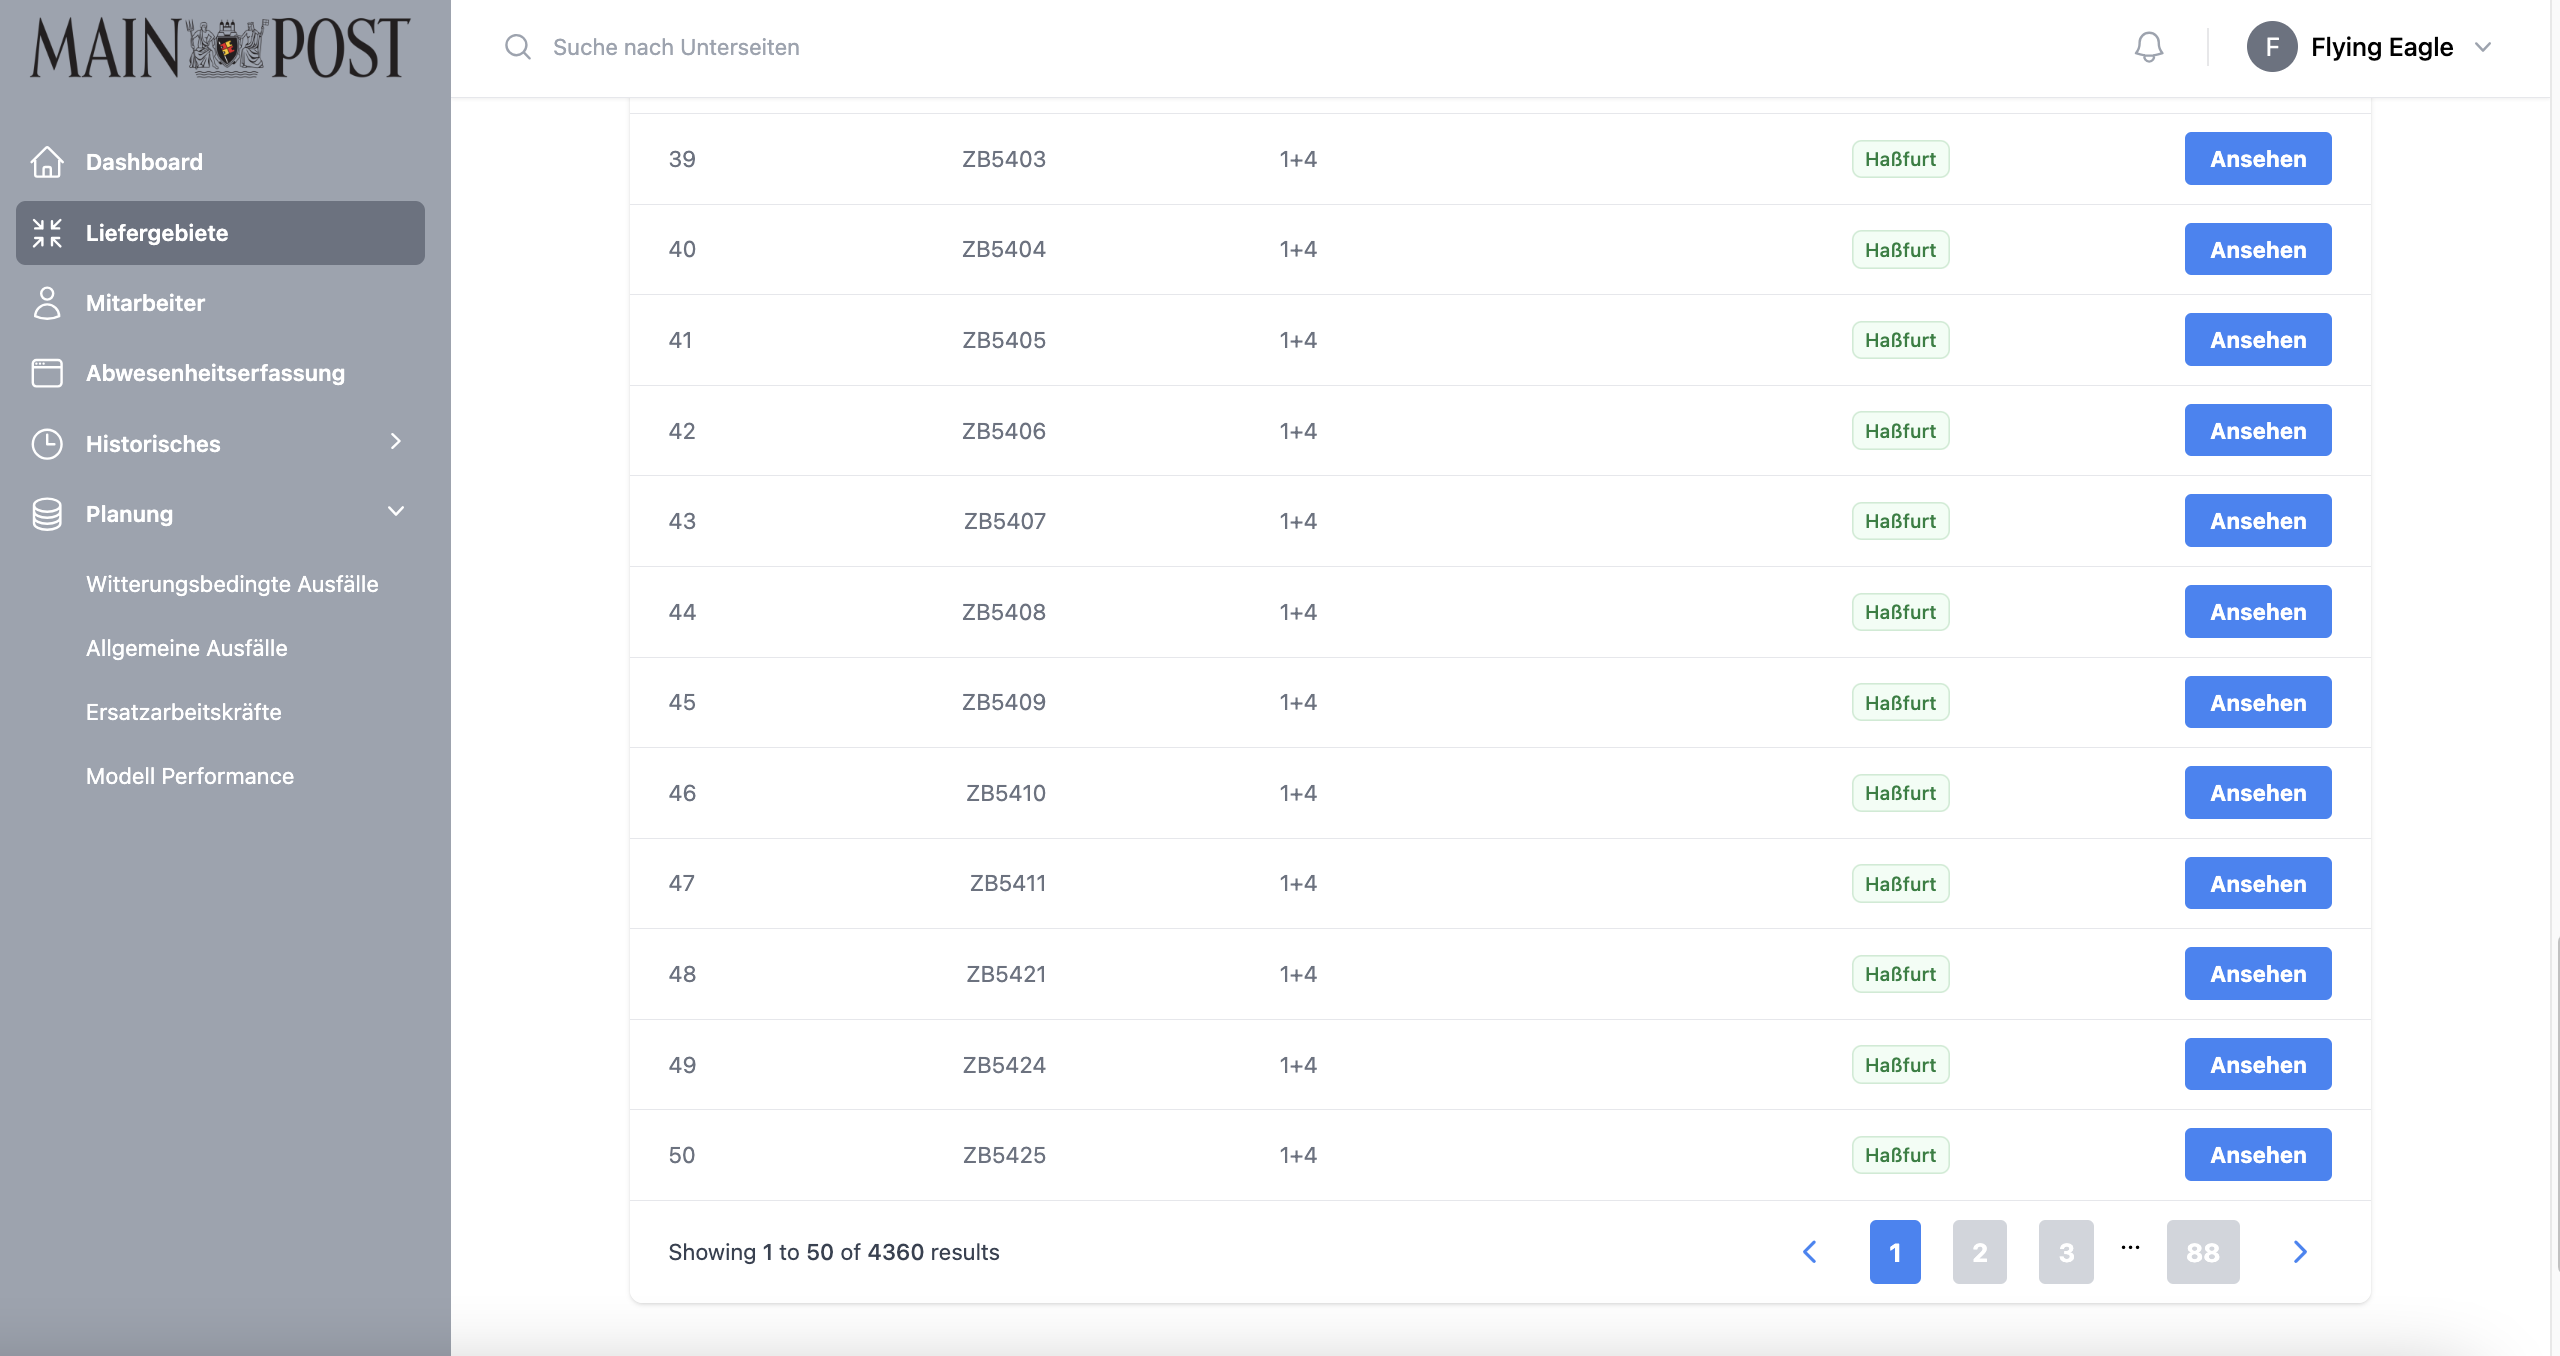 MAIN POST
Suche nach Unterseiten
F Flying Eagle
Dashboard
Liefergebiete
Mitarbeiter
Abwesenheitserfassung
Historisches
Planung
Witterungsbedingte Ausfälle
Allgemeine Ausfälle
Ersatzarbeitskräfte
Modell Performance
39 ZB5403 1+4 Haßfurt Ansehen
40 ZB5404 1+4 Haßfurt Ansehen
41 ZB5405 1+4 Haßfurt Ansehen
42 ZB5406 1+4 Haßfurt Ansehen
43 ZB5407 1+4 Haßfurt Ansehen
44 ZB5408 1+4 Haßfurt Ansehen
45 ZB5409 1+4 Haßfurt Ansehen
46 ZB5410 1+4 Haßfurt Ansehen
47 ZB5411 1+4 Haßfurt Ansehen
48 ZB5421 1+4 Haßfurt Ansehen
49 ZB5424 1+4 Haßfurt Ansehen
50 ZB5425 1+4 Haßfurt Ansehen
Showing 1 to 50 of 4360 results 1 2 3 ... 88